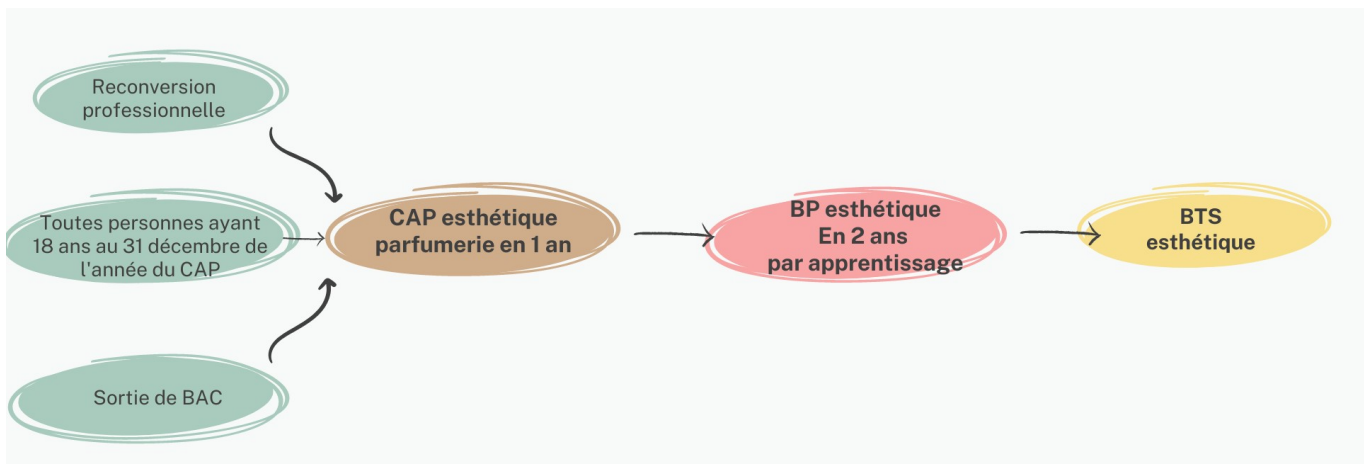 Reconversion
professionnelle
Toutes personnes ayant
18 ans au 31 décembre de
l'année du CAP
Sortie de BAC
CAP esthétique
parfumerie en 1 an
BP esthétique
En 2 ans
par apprentissage
BTS
esthétique